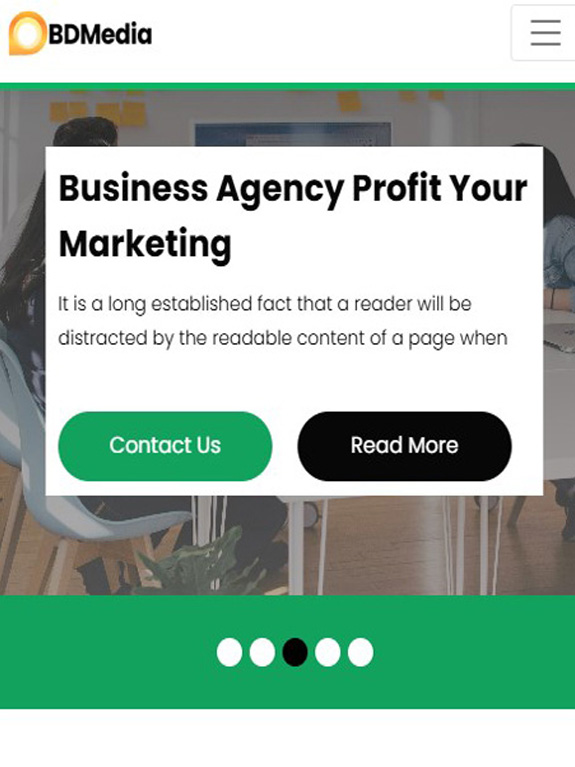 BDMedia
Business Agency Profit Your
Marketing
It is a long established fact that a reader will be
distracted by the readable content of a page when
Contact Us
Read More